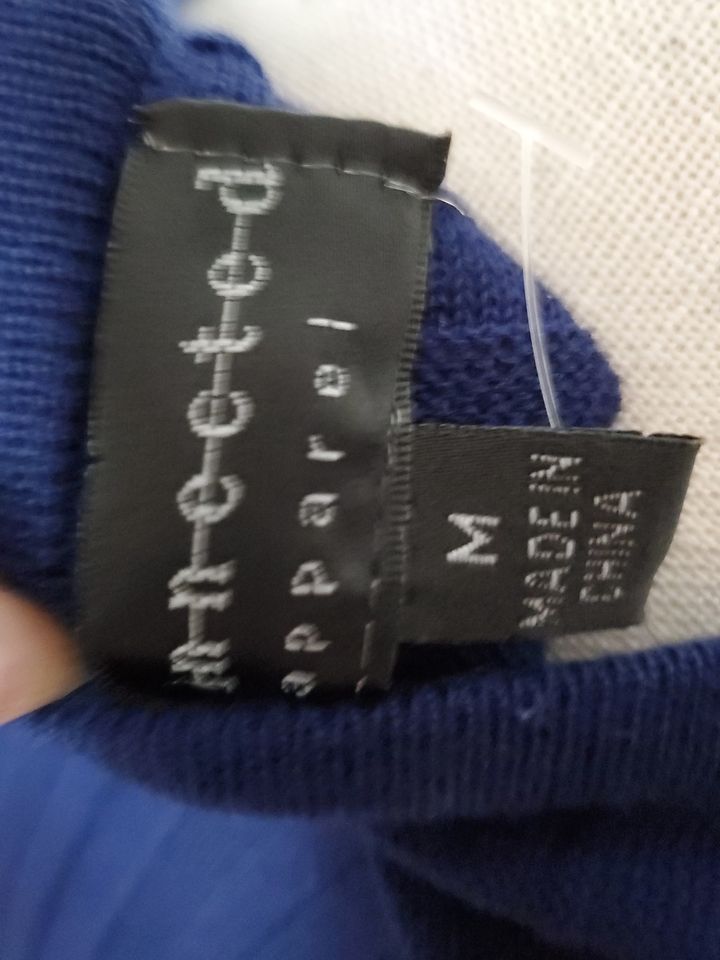 n-n-e-c-t-e-d
apparel
M
MADE IN
CHINA